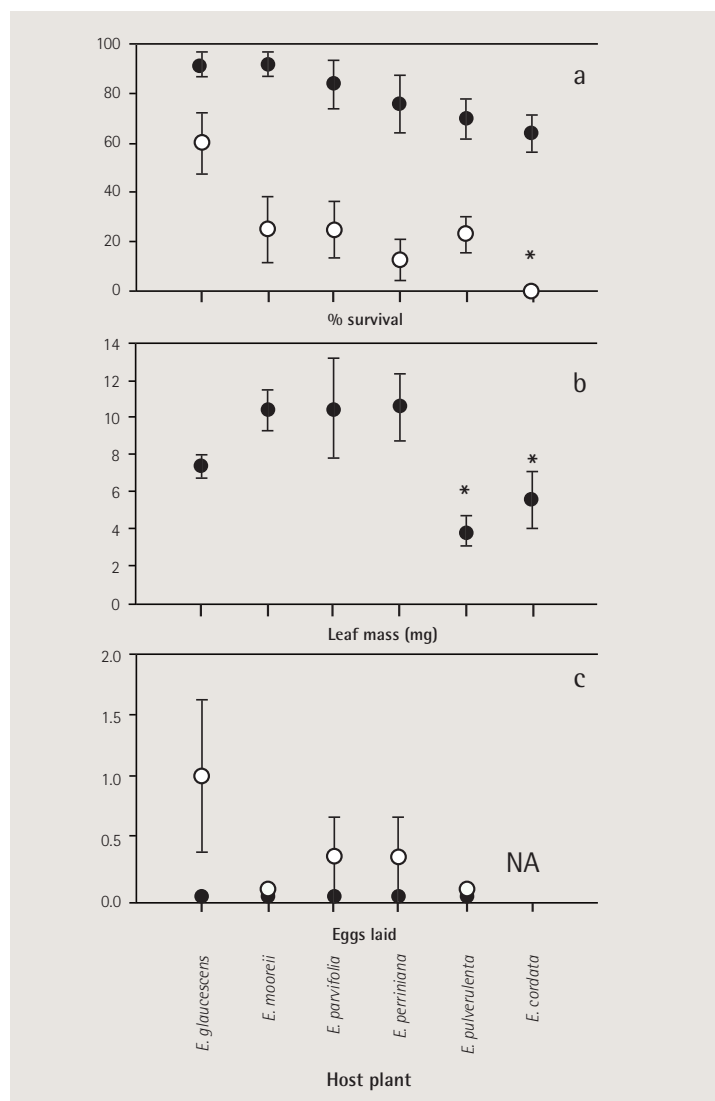 100
a
80
60
40
20
*
0
% survival
14
b
12
10
8
*
*
6
4
2
0
Leaf mass (mg)
2.0
c
1.5
1.0
0.5
NA
0.0
Eggs laid
E. glaucescens
E. mooreii
E. parvifolia
E. perriniana
E. pulverulenta
E. cordata
Host plant